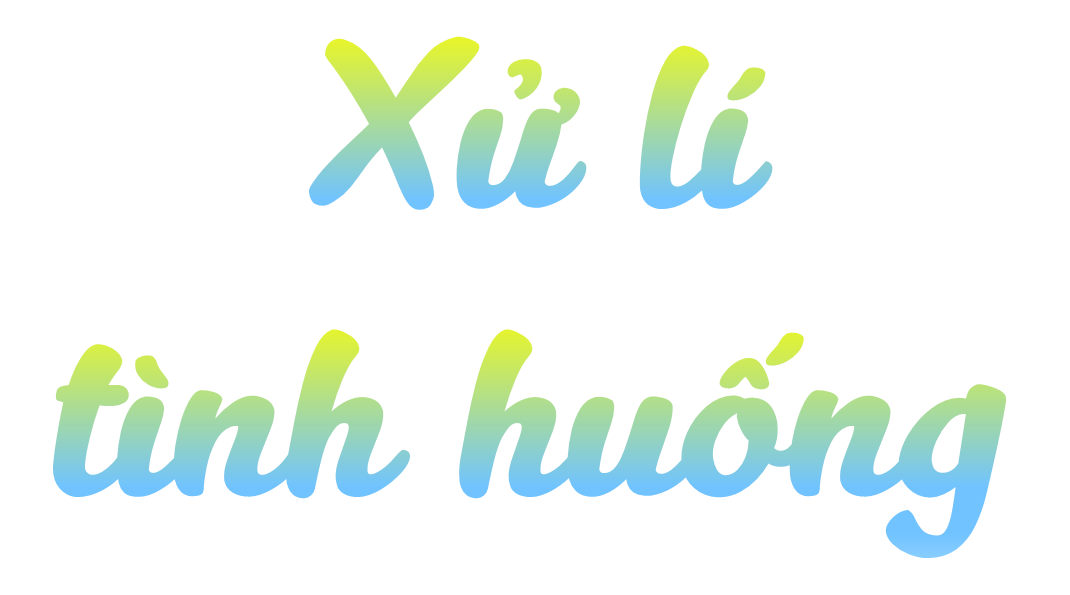 Xử lí
tình huống